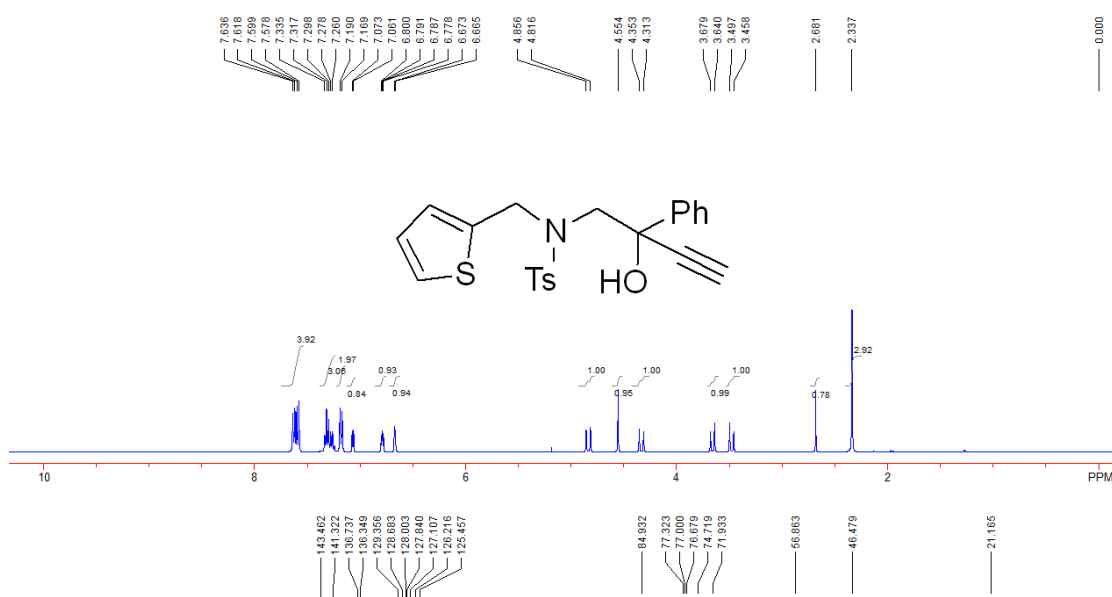 7.636 7.618 7.599 7.578 7.335 7.317 7.298 7.278 7.260 7.190 7.169 7.073 7.061 6.800 6.791 6.787 6.778 6.673 6.665 4.856 4.816 4.554 4.353 4.313 3.679 3.640 3.497 3.458 2.681 2.337 0.000
Ph
N
S
Ts
HO
3.92 3.06 1.97 0.84 0.93 0.94 1.00 0.95 1.00 0.99 1.00 0.78 2.92
10 8 6 4 2 PPM
143.462 141.322 136.737 136.349 129.356 128.683 128.003 127.840 127.107 126.216 125.457 84.932 77.323 77.000 76.679 74.719 71.933 56.863 46.479 21.165